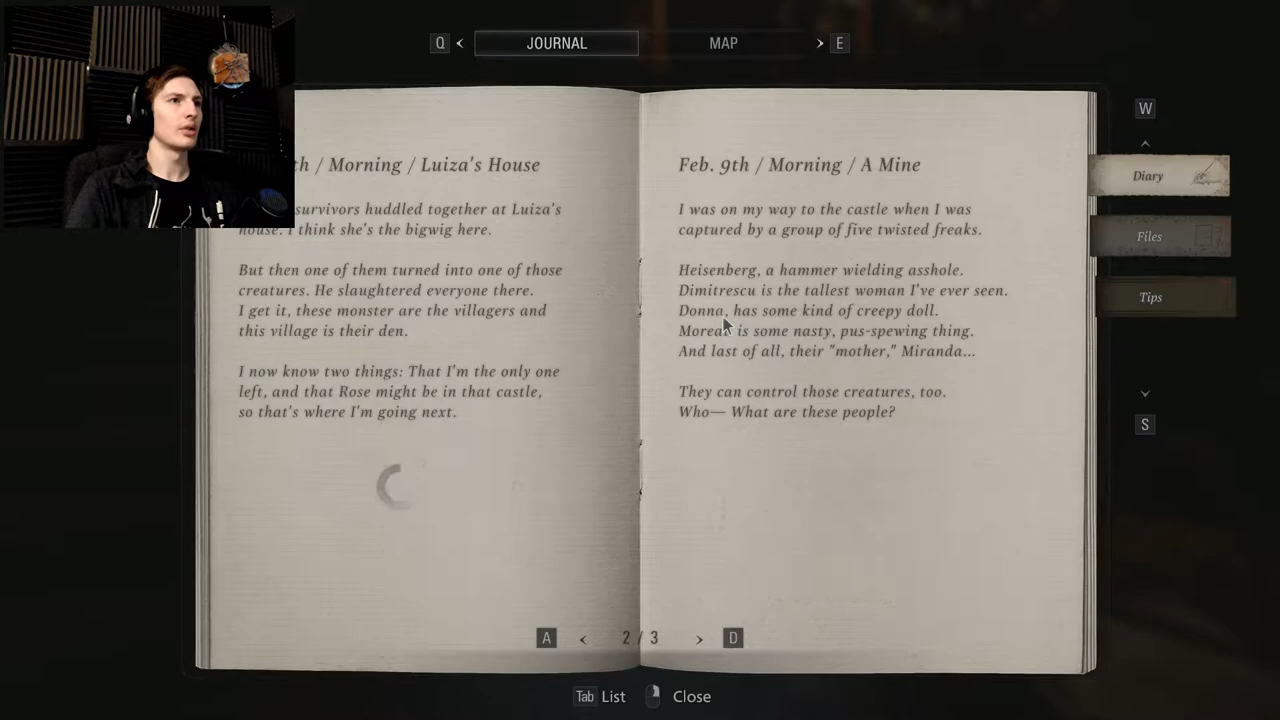 Q < JOURNAL MAP > E
th / Morning / Luiza's House
survivors huddled together at Luiza's
house. I think she's the bigwig here.
But then one of them turned into one of those
creatures. He slaughtered everyone there.
I get it, these monster are the villagers and
this village is their den.
I now know two things: That I'm the only one
left, and that Rose might be in that castle,
so that's where I'm going next.
Feb. 9th / Morning / A Mine
I was on my way to the castle when I was
captured by a group of five twisted freaks.
Heisenberg, a hammer wielding asshole.
Dimitrescu is the tallest woman I've ever seen.
Donna, has some kind of creepy doll.
Moreau is some nasty, pus-spewing thing.
And last of all, their "mother," Miranda...
They can control those creatures, too.
Who— What are these people?
W
Diary
Files
Tips
S
A < 2 / 3 > D
Tab List Close